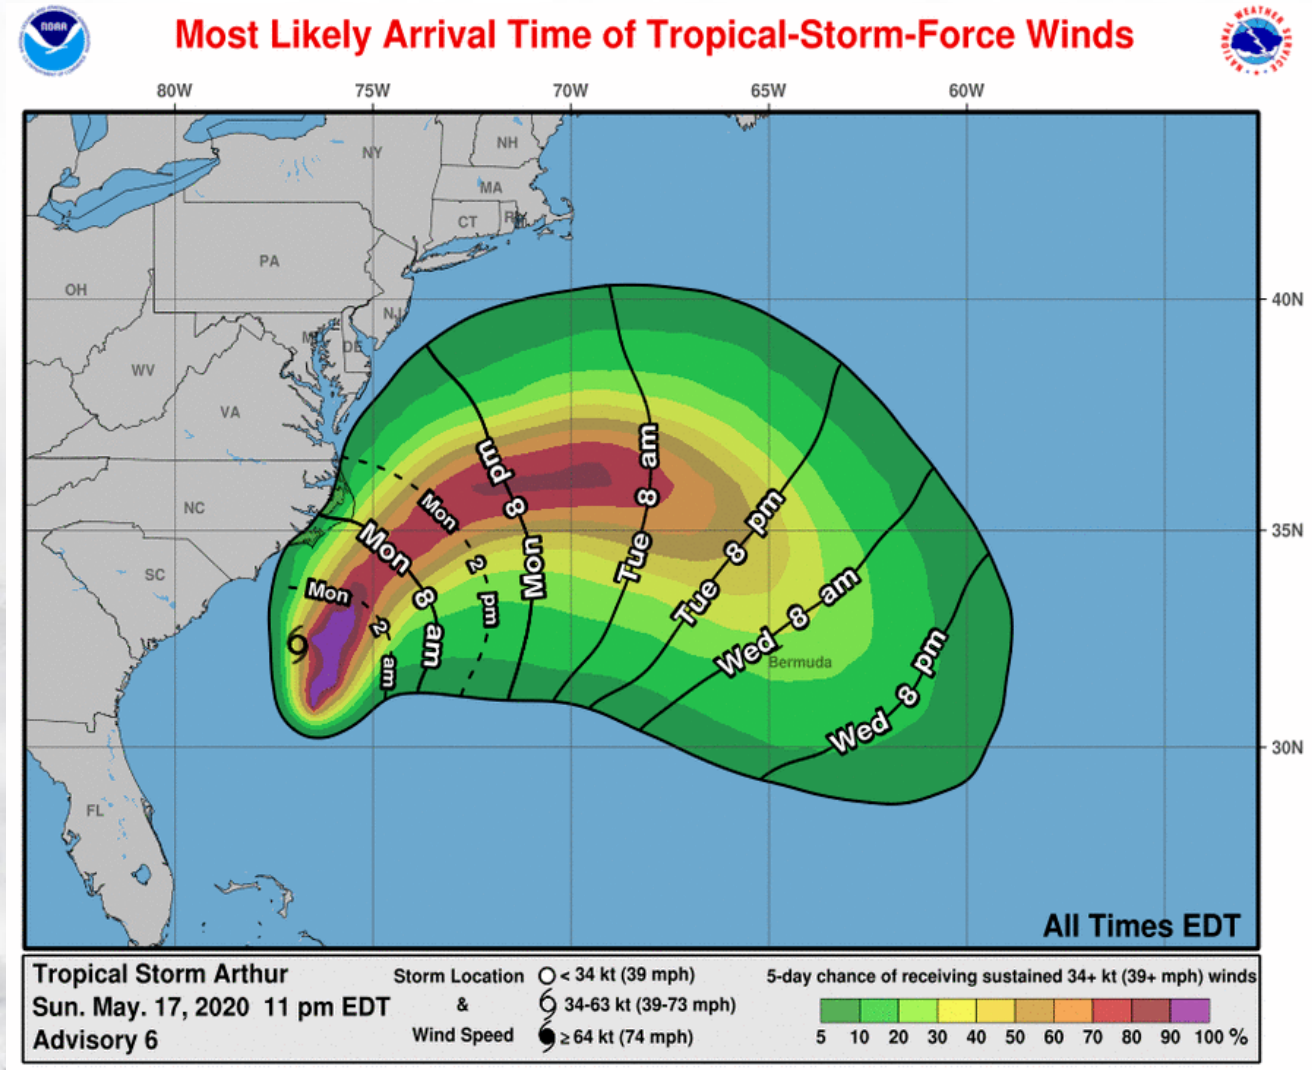 Most Likely Arrival Time of Tropical-Storm-Force Winds
NOAA
NATIONAL WEATHER SERVICE
80W 75W 70W 65W 60W
NY
NH
MA
CT
PA
OH
NJ
DE
WV
VA
NC
SC
FL
40N
35N
30N
Mon 2 am
Mon 8 am
Mon 2 pm
Mon 8 pm
Tue 8 am
Tue 8 pm
Wed 8 am
Wed 8 pm
Bermuda
All Times EDT
Tropical Storm Arthur
Sun. May. 17, 2020 11 pm EDT
Advisory 6
Storm Location
&
Wind Speed
< 34 kt (39 mph)
34-63 kt (39-73 mph)
≥ 64 kt (74 mph)
5-day chance of receiving sustained 34+ kt (39+ mph) winds
5 10 20 30 40 50 60 70 80 90 100 %